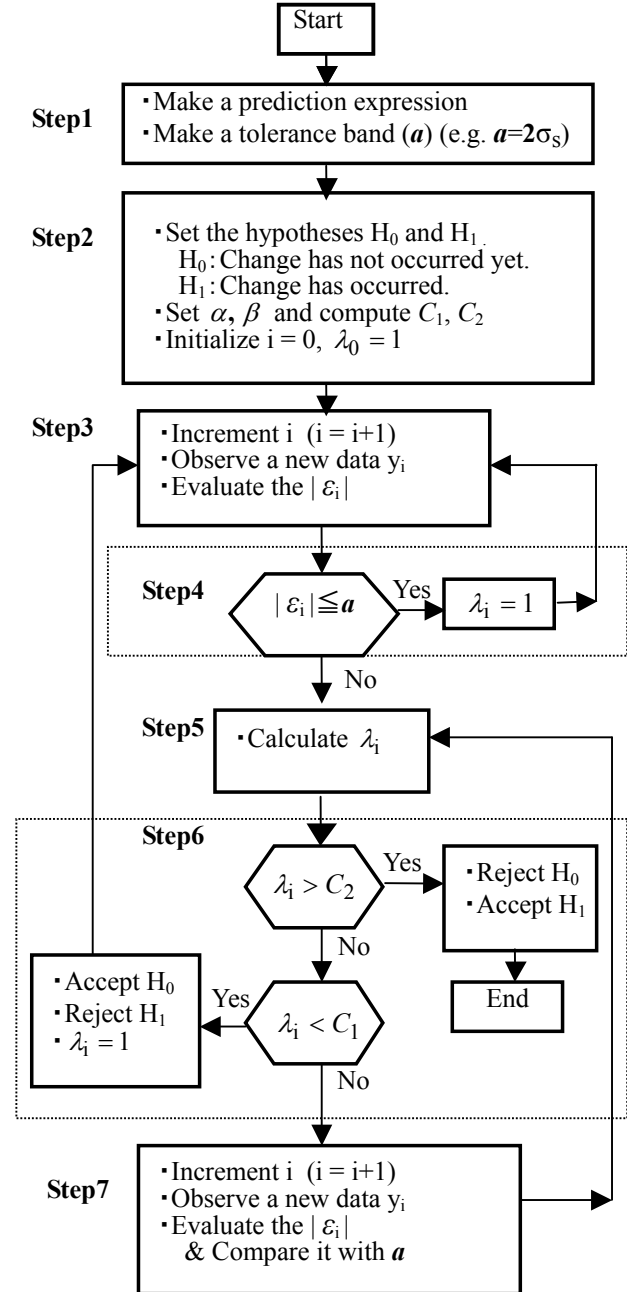 Start
Step1
・Make a prediction expression
・Make a tolerance band (a) (e.g. a=2σs)
Step2
・Set the hypotheses H0 and H1 .
H0:Change has not occurred yet.
H1:Change has occurred.
・Set α, β and compute C1, C2
・Initialize i = 0, λ0 = 1
Step3
・Increment i (i = i+1)
・Observe a new data yi
・Evaluate the | εi |
Step4
| εi |≦a
Yes
λi = 1
No
Step5
・Calculate λi
Step6
λi > C2
Yes
・Reject H0
・Accept H1
No
End
・Accept H0
・Reject H1
・λi = 1
Yes
λi < C1
No
Step7
・Increment i (i = i+1)
・Observe a new data yi
・Evaluate the | εi |
& Compare it with a